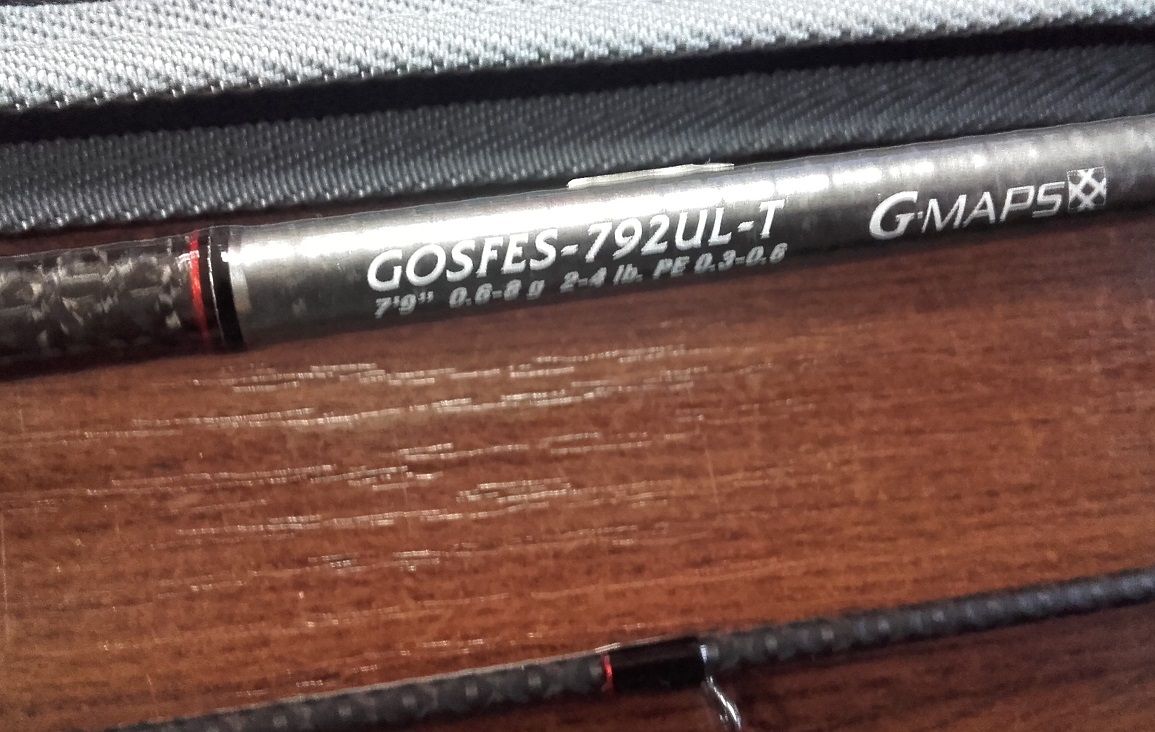 GOSFES-792UL-T
7'9" 0.6-8 g 2-4 lb. PE 0.3-0.6
G-MAPS